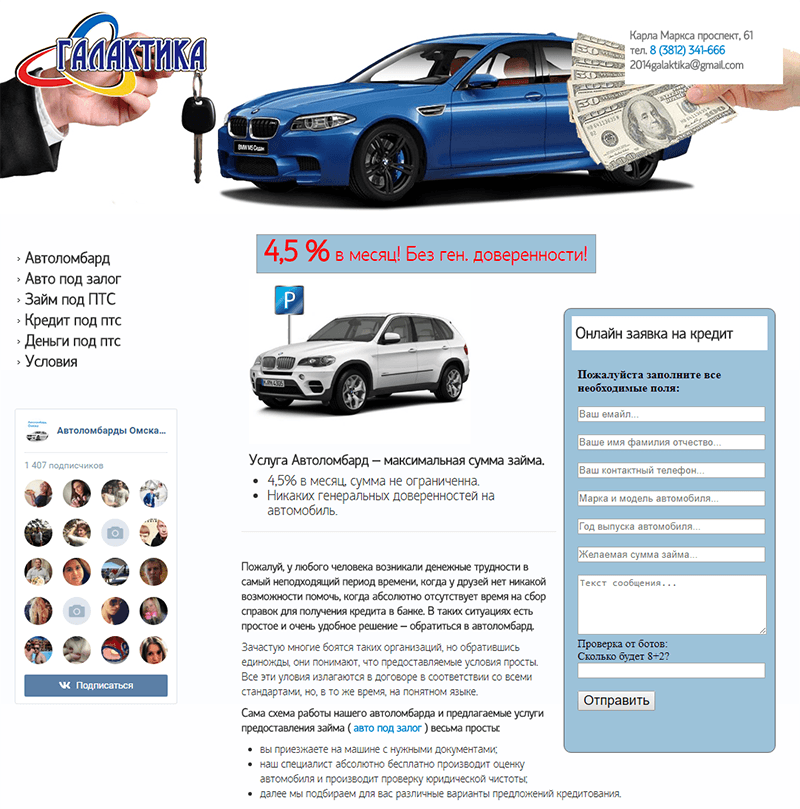 ГАЛАКТИКА
Карла Маркса проспект, 61
тел. 8 (3812) 341-666
2014galaktika@gmail.com
BMW M5 Седан
100
4,5 % в месяц! Без ген. доверенности!
› Автоломбард
› Авто под залог
› Займ под ПТС
› Кредит под птс
› Деньги под птс
› Условия
P
Автоломбарды Омска...
1 407 подписчиков
Подписаться
Услуга Автоломбард – максимальная сумма займа.
• 4,5% в месяц, сумма не ограниченна.
• Никаких генеральных доверенностей на
автомобиль.
Пожалуй, у любого человека возникали денежные трудности в
самый неподходящий период времени, когда у друзей нет никакой
возможности помочь, когда абсолютно отсутствует время на сбор
справок для получения кредита в банке. В таких ситуациях есть
простое и очень удобное решение – обратиться в автоломбард.
Зачастую многие боятся таких организаций, но обратившись
единожды, они понимают, что предоставляемые условия просты.
Все эти уловия излагаются в договоре в соответствии со всеми
стандартами, но, в то же время, на понятном языке.
Сама схема работы нашего автоломбарда и предлагаемые услуги
предоставления займа ( авто под залог ) весьма просты:
• вы приезжаете на машине с нужными документами;
• наш специалист абсолютно бесплатно производит оценку
автомобиля и производит проверку юридической чистоты;
• далее мы подбираем для вас различные варианты предложений кредитования.
Онлайн заявка на кредит
Пожалуйста заполните все
необходимые поля:
Ваш емайл...
Ваше имя фамилия отчество...
Ваш контактный телефон...
Марка и модель автомобиля...
Год выпуска автомобиля...
Желаемая сумма займа...
Текст сообщения...
Проверка от ботов:
Сколько будет 8+2?
Отправить